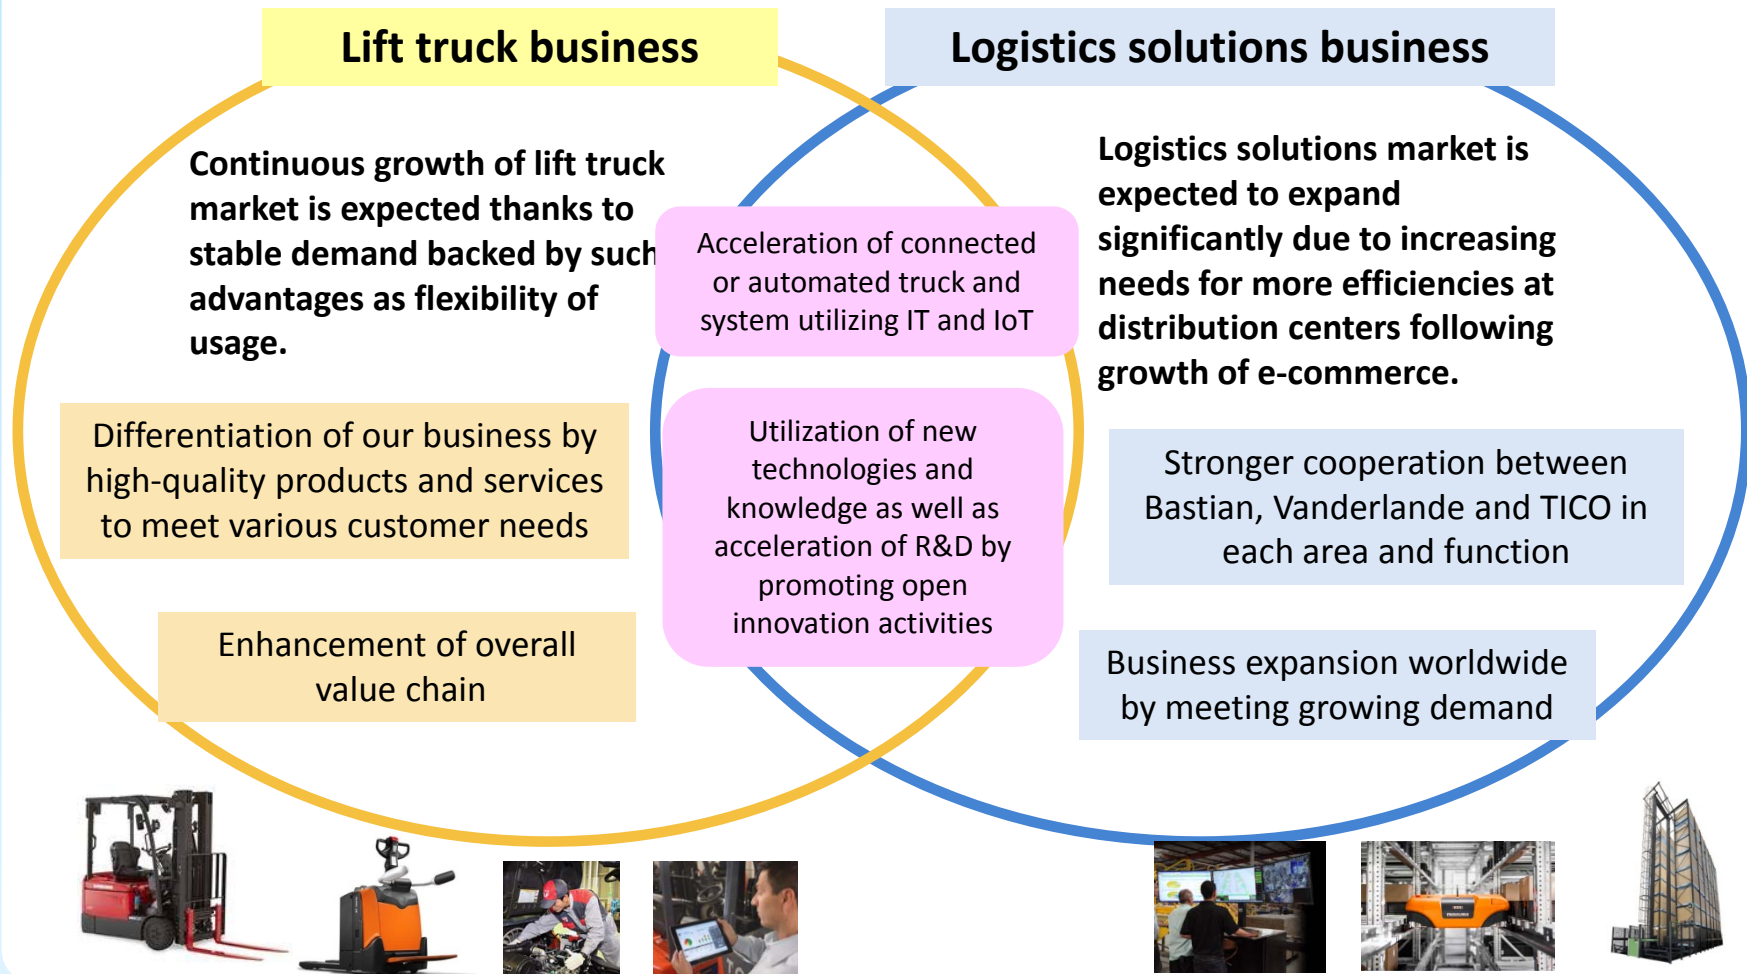 Lift truck business
Logistics solutions business
Continuous growth of lift truck
market is expected thanks to
stable demand backed by such
advantages as flexibility of
usage.
Differentiation of our business by
high-quality products and services
to meet various customer needs
Enhancement of overall
value chain
Acceleration of connected
or automated truck and
system utilizing IT and IoT
Utilization of new
technologies and
knowledge as well as
acceleration of R&D by
promoting open
innovation activities
Logistics solutions market is
expected to expand
significantly due to increasing
needs for more efficiencies at
distribution centers following
growth of e-commerce.
Stronger cooperation between
Bastian, Vanderlande and TICO in
each area and function
Business expansion worldwide
by meeting growing demand